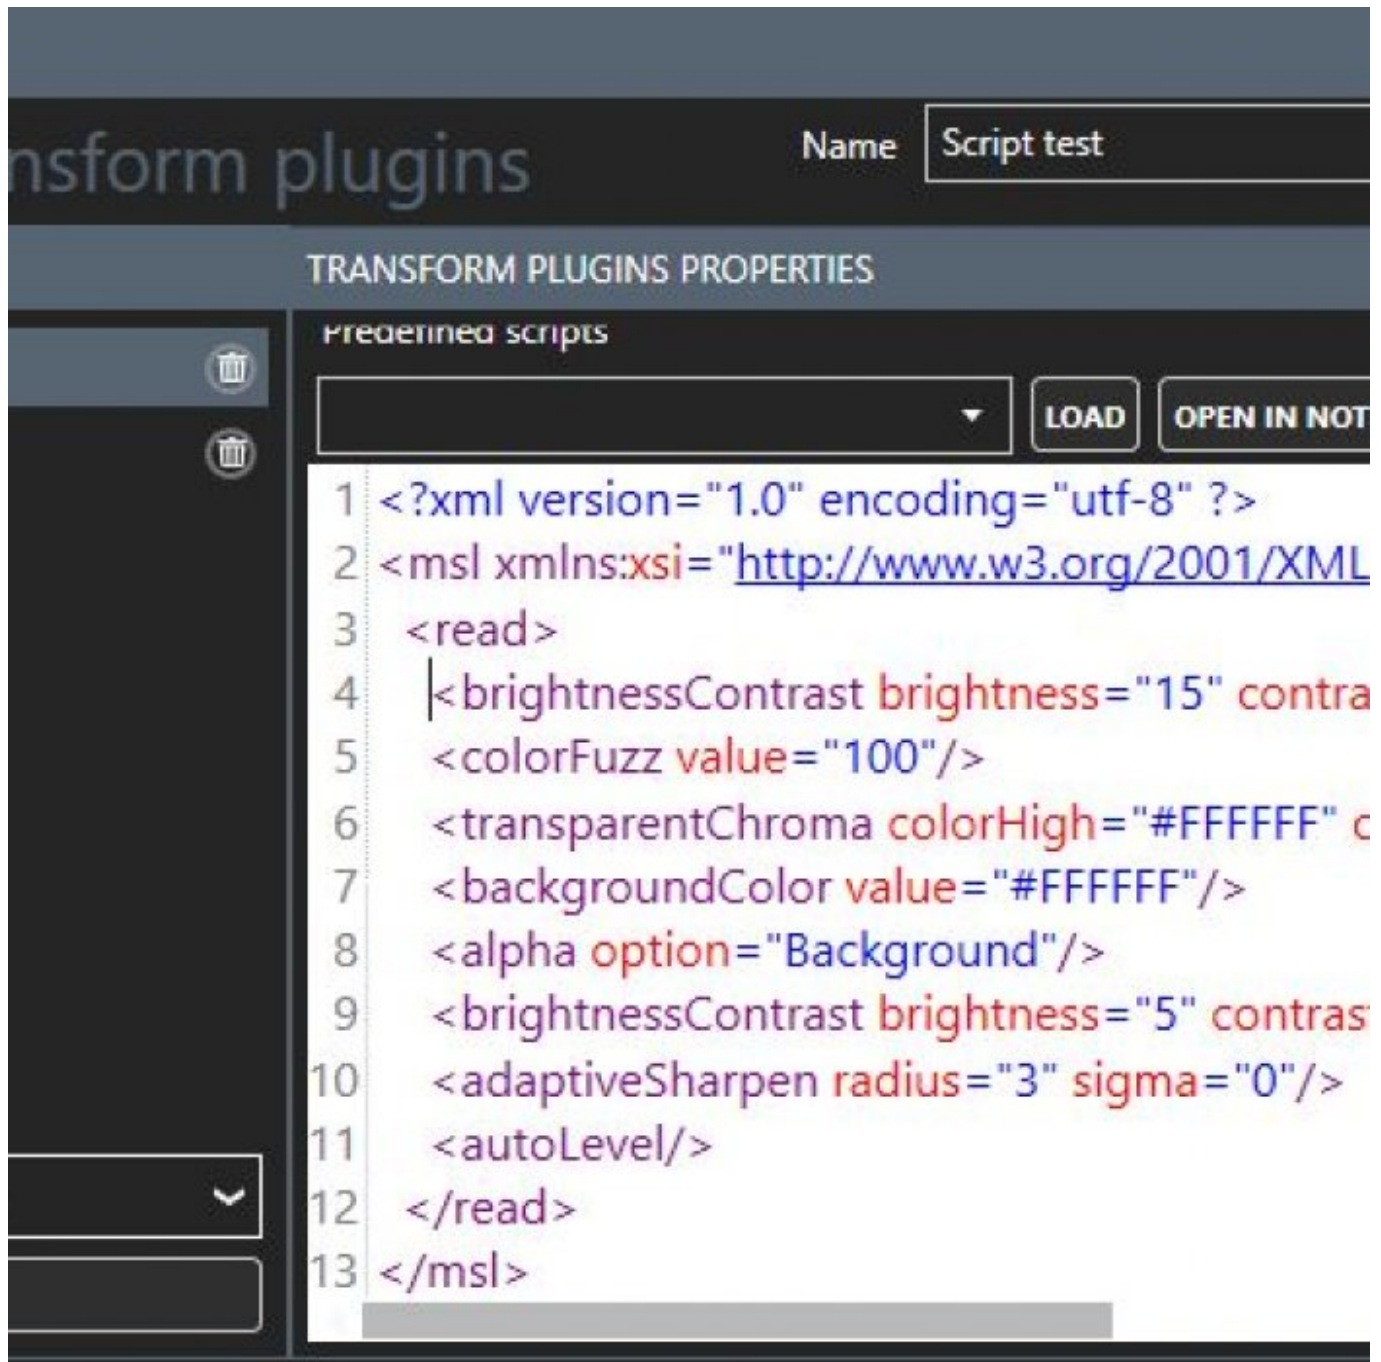 nsform plugins
Name Script test
TRANSFORM PLUGINS PROPERTIES
Predefined scripts
LOAD OPEN IN NOT
1 <?xml version="1.0" encoding="utf-8" ?>
2 <msl xmlns:xsi="http://www.w3.org/2001/XML
3 <read>
4 <brightnessContrast brightness="15" contra
5 <colorFuzz value="100"/>
6 <transparentChroma colorHigh="#FFFFFF" c
7 <backgroundColor value="#FFFFFF"/>
8 <alpha option="Background"/>
9 <brightnessContrast brightness="5" contras
10 <adaptiveSharpen radius="3" sigma="0"/>
11 <autoLevel/>
12 </read>
13 </msl>